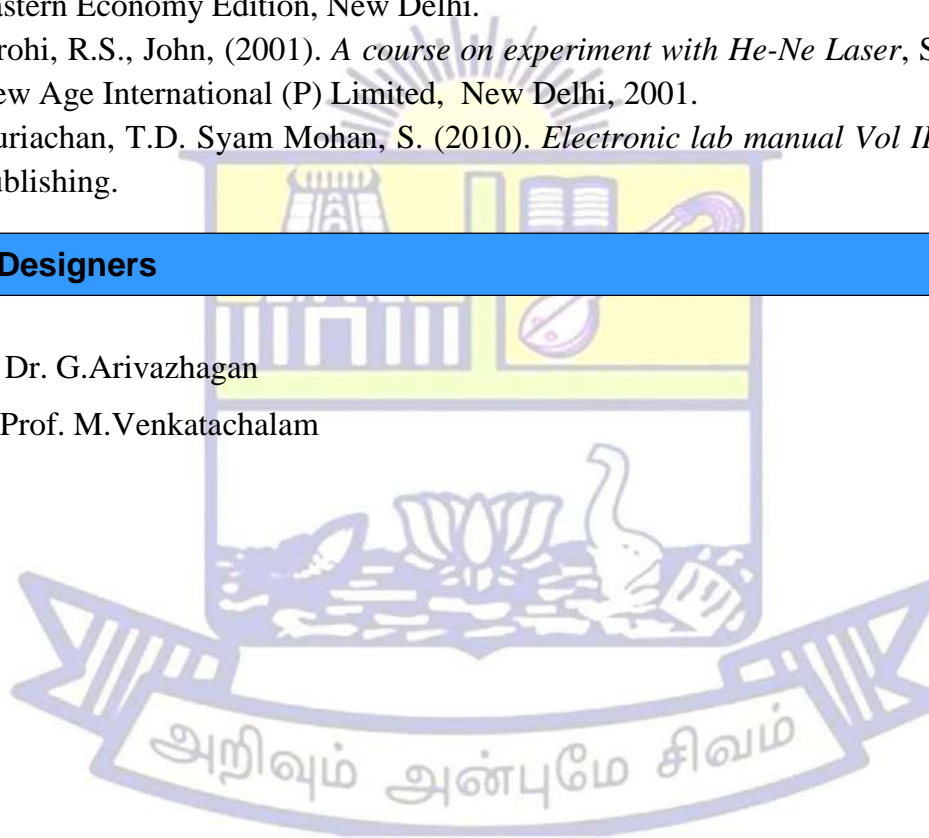 astern Economy Edition, New Delhi.
rohi, R.S., John, (2001). A course on experiment with He-Ne Laser, S
ew Age International (P) Limited, New Delhi, 2001.
uriachan, T.D. Syam Mohan, S. (2010). Electronic lab manual Vol II
ublishing.
Designers
Dr. G.Arivazhagan
Prof. M.Venkatachalam
அறிவும் அன்புமே சிவம்